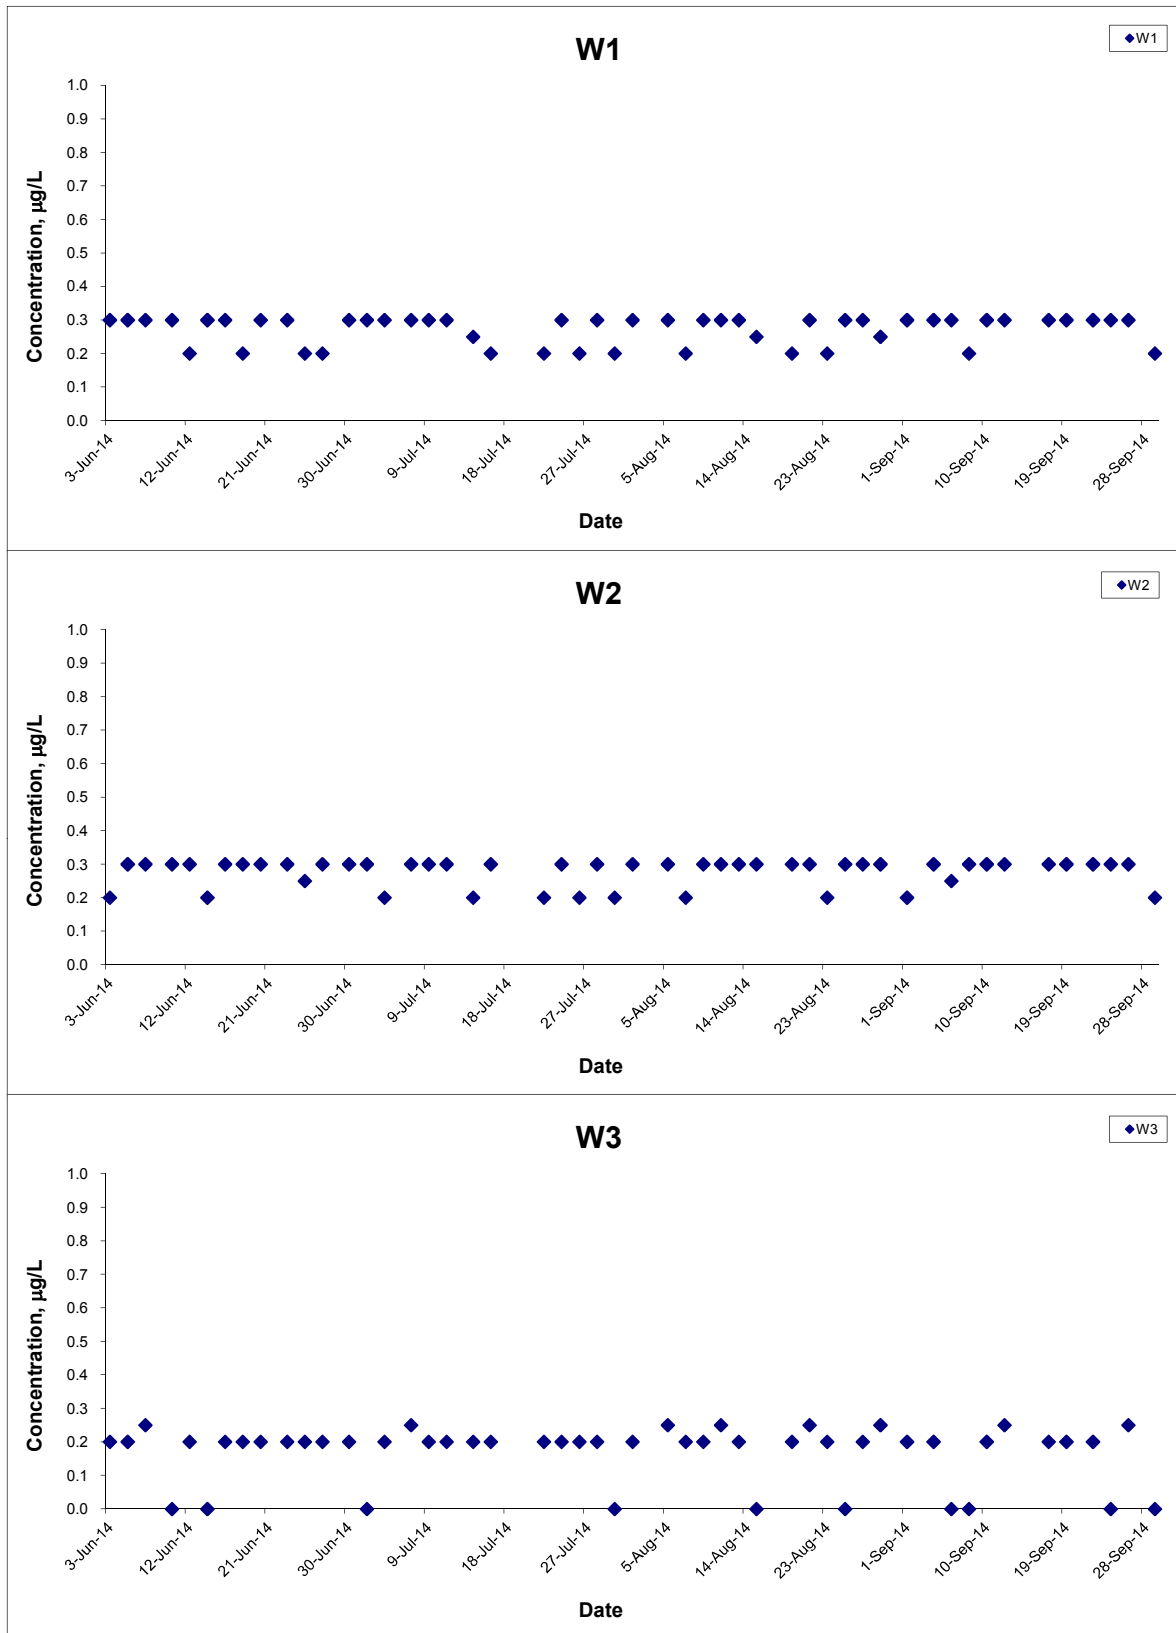 W1
W1
1.0
0.9
0.8
0.7
0.6
0.5
0.4
0.3
0.2
0.1
0.0
Concentration, µg/L
3-Jun-14
12-Jun-14
21-Jun-14
30-Jun-14
9-Jul-14
18-Jul-14
27-Jul-14
5-Aug-14
14-Aug-14
23-Aug-14
1-Sep-14
10-Sep-14
19-Sep-14
28-Sep-14
Date
W2
W2
1.0
0.9
0.8
0.7
0.6
0.5
0.4
0.3
0.2
0.1
0.0
Concentration, µg/L
3-Jun-14
12-Jun-14
21-Jun-14
30-Jun-14
9-Jul-14
18-Jul-14
27-Jul-14
5-Aug-14
14-Aug-14
23-Aug-14
1-Sep-14
10-Sep-14
19-Sep-14
28-Sep-14
Date
W3
W3
1.0
0.9
0.8
0.7
0.6
0.5
0.4
0.3
0.2
0.1
0.0
Concentration, µg/L
3-Jun-14
12-Jun-14
21-Jun-14
30-Jun-14
9-Jul-14
18-Jul-14
27-Jul-14
5-Aug-14
14-Aug-14
23-Aug-14
1-Sep-14
10-Sep-14
19-Sep-14
28-Sep-14
Date